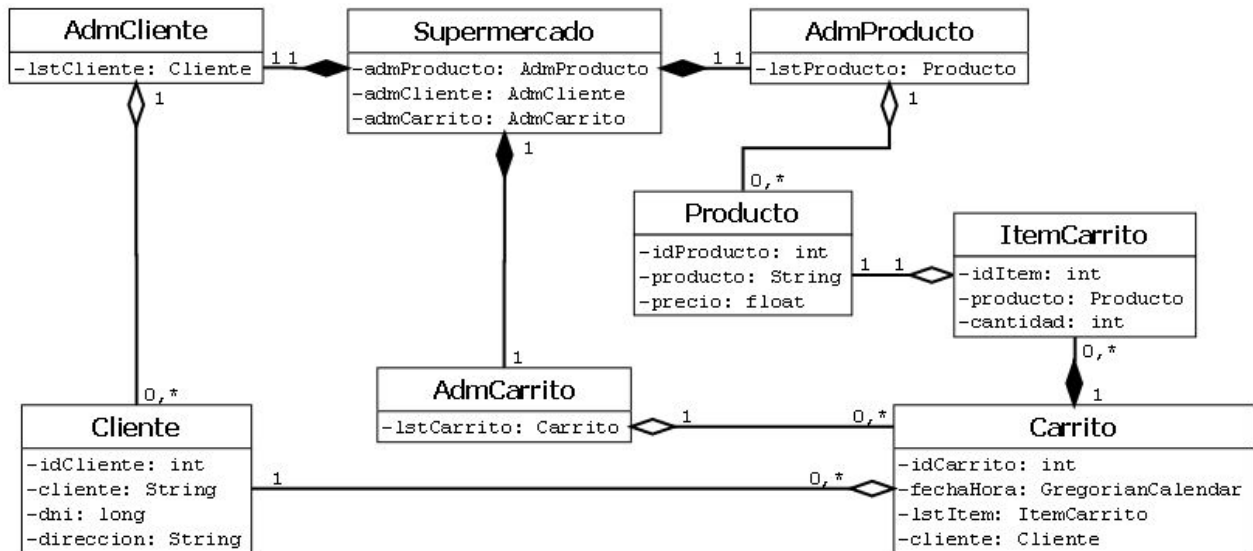 AdmCliente
-lstCliente: Cliente
1
1
1
0,*
Supermercado
-admProducto: AdmProducto
-admCliente: AdmCliente
-admCarrito: AdmCarrito
1
1
1
1
AdmProducto
-lstProducto: Producto
1
0,*
Producto
-idProducto: int
-producto: String
-precio: float
1
1
ItemCarrito
-idItem: int
-producto: Producto
-cantidad: int
0,*
1
AdmCarrito
-lstCarrito: Carrito
1
0,*
Cliente
-idCliente: int
-cliente: String
-dni: long
-direccion: String
1
0,*
Carrito
-idCarrito: int
-fechaHora: GregorianCalendar
-lstItem: ItemCarrito
-cliente: Cliente